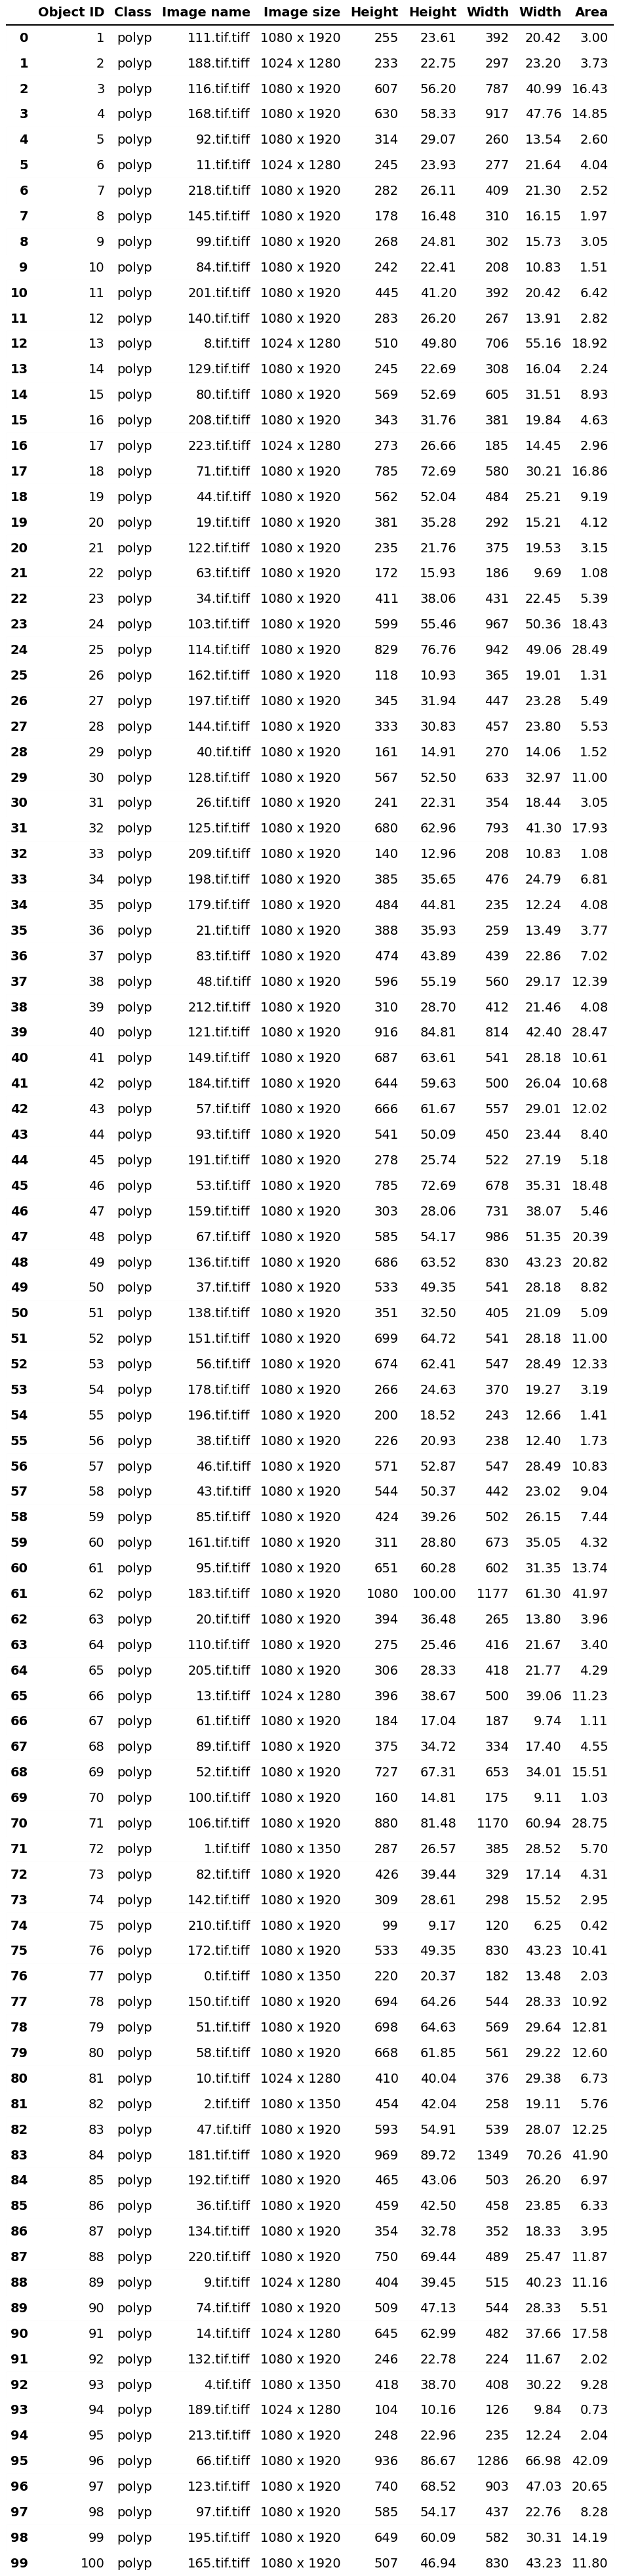 Object ID Class Image name Image size Height Height Width Width Area
0 1 polyp 111.tif.tiff 1080 x 1920 255 23.61 392 20.42 3.00
1 2 polyp 188.tif.tiff 1024 x 1280 233 22.75 297 23.20 3.73
2 3 polyp 116.tif.tiff 1080 x 1920 607 56.20 787 40.99 16.43
3 4 polyp 168.tif.tiff 1080 x 1920 630 58.33 917 47.76 14.85
4 5 polyp 92.tif.tiff 1080 x 1920 314 29.07 260 13.54 2.60
5 6 polyp 11.tif.tiff 1024 x 1280 245 23.93 277 21.64 4.04
6 7 polyp 218.tif.tiff 1080 x 1920 282 26.11 409 21.30 2.52
7 8 polyp 145.tif.tiff 1080 x 1920 178 16.48 310 16.15 1.97
8 9 polyp 99.tif.tiff 1080 x 1920 268 24.81 302 15.73 3.05
9 10 polyp 84.tif.tiff 1080 x 1920 242 22.41 208 10.83 1.51
10 11 polyp 201.tif.tiff 1080 x 1920 445 41.20 392 20.42 6.42
11 12 polyp 140.tif.tiff 1080 x 1920 283 26.20 267 13.91 2.82
12 13 polyp 8.tif.tiff 1024 x 1280 510 49.80 706 55.16 18.92
13 14 polyp 129.tif.tiff 1080 x 1920 245 22.69 308 16.04 2.24
14 15 polyp 80.tif.tiff 1080 x 1920 569 52.69 605 31.51 8.93
15 16 polyp 208.tif.tiff 1080 x 1920 343 31.76 381 19.84 4.63
16 17 polyp 223.tif.tiff 1024 x 1280 273 26.66 185 14.45 2.96
17 18 polyp 71.tif.tiff 1080 x 1920 785 72.69 580 30.21 16.86
18 19 polyp 44.tif.tiff 1080 x 1920 562 52.04 484 25.21 9.19
19 20 polyp 19.tif.tiff 1080 x 1920 381 35.28 292 15.21 4.12
20 21 polyp 122.tif.tiff 1080 x 1920 235 21.76 375 19.53 3.15
21 22 polyp 63.tif.tiff 1080 x 1920 172 15.93 186 9.69 1.08
22 23 polyp 34.tif.tiff 1080 x 1920 411 38.06 431 22.45 5.39
23 24 polyp 103.tif.tiff 1080 x 1920 599 55.46 967 50.36 18.43
24 25 polyp 114.tif.tiff 1080 x 1920 829 76.76 942 49.06 28.49
25 26 polyp 162.tif.tiff 1080 x 1920 118 10.93 365 19.01 1.31
26 27 polyp 197.tif.tiff 1080 x 1920 345 31.94 447 23.28 5.49
27 28 polyp 144.tif.tiff 1080 x 1920 333 30.83 457 23.80 5.53
28 29 polyp 40.tif.tiff 1080 x 1920 161 14.91 270 14.06 1.52
29 30 polyp 128.tif.tiff 1080 x 1920 567 52.50 633 32.97 11.00
30 31 polyp 26.tif.tiff 1080 x 1920 241 22.31 354 18.44 3.05
31 32 polyp 125.tif.tiff 1080 x 1920 680 62.96 793 41.30 17.93
32 33 polyp 209.tif.tiff 1080 x 1920 140 12.96 208 10.83 1.08
33 34 polyp 198.tif.tiff 1080 x 1920 385 35.65 476 24.79 6.81
34 35 polyp 179.tif.tiff 1080 x 1920 484 44.81 235 12.24 4.08
35 36 polyp 21.tif.tiff 1080 x 1920 388 35.93 259 13.49 3.77
36 37 polyp 83.tif.tiff 1080 x 1920 474 43.89 439 22.86 7.02
37 38 polyp 48.tif.tiff 1080 x 1920 596 55.19 560 29.17 12.39
38 39 polyp 212.tif.tiff 1080 x 1920 310 28.70 412 21.46 4.08
39 40 polyp 121.tif.tiff 1080 x 1920 916 84.81 814 42.40 28.47
40 41 polyp 149.tif.tiff 1080 x 1920 687 63.61 541 28.18 10.61
41 42 polyp 184.tif.tiff 1080 x 1920 644 59.63 500 26.04 10.68
42 43 polyp 57.tif.tiff 1080 x 1920 666 61.67 557 29.01 12.02
43 44 polyp 93.tif.tiff 1080 x 1920 541 50.09 450 23.44 8.40
44 45 polyp 191.tif.tiff 1080 x 1920 278 25.74 522 27.19 5.18
45 46 polyp 53.tif.tiff 1080 x 1920 785 72.69 678 35.31 18.48
46 47 polyp 159.tif.tiff 1080 x 1920 303 28.06 731 38.07 5.46
47 48 polyp 67.tif.tiff 1080 x 1920 585 54.17 986 51.35 20.39
48 49 polyp 136.tif.tiff 1080 x 1920 686 63.52 830 43.23 20.82
49 50 polyp 37.tif.tiff 1080 x 1920 533 49.35 541 28.18 8.82
50 51 polyp 138.tif.tiff 1080 x 1920 351 32.50 405 21.09 5.09
51 52 polyp 151.tif.tiff 1080 x 1920 699 64.72 541 28.18 11.00
52 53 polyp 56.tif.tiff 1080 x 1920 674 62.41 547 28.49 12.33
53 54 polyp 178.tif.tiff 1080 x 1920 266 24.63 370 19.27 3.19
54 55 polyp 196.tif.tiff 1080 x 1920 200 18.52 243 12.66 1.41
55 56 polyp 38.tif.tiff 1080 x 1920 226 20.93 238 12.40 1.73
56 57 polyp 46.tif.tiff 1080 x 1920 571 52.87 547 28.49 10.83
57 58 polyp 43.tif.tiff 1080 x 1920 544 50.37 442 23.02 9.04
58 59 polyp 85.tif.tiff 1080 x 1920 424 39.26 502 26.15 7.44
59 60 polyp 161.tif.tiff 1080 x 1920 311 28.80 673 35.05 4.32
60 61 polyp 95.tif.tiff 1080 x 1920 651 60.28 602 31.35 13.74
61 62 polyp 183.tif.tiff 1080 x 1920 1080 100.00 1177 61.30 41.97
62 63 polyp 20.tif.tiff 1080 x 1920 394 36.48 265 13.80 3.96
63 64 polyp 110.tif.tiff 1080 x 1920 275 25.46 416 21.67 3.40
64 65 polyp 205.tif.tiff 1080 x 1920 306 28.33 418 21.77 4.29
65 66 polyp 13.tif.tiff 1024 x 1280 396 38.67 500 39.06 11.23
66 67 polyp 61.tif.tiff 1080 x 1920 184 17.04 187 9.74 1.11
67 68 polyp 89.tif.tiff 1080 x 1920 375 34.72 334 17.40 4.55
68 69 polyp 52.tif.tiff 1080 x 1920 727 67.31 653 34.01 15.51
69 70 polyp 100.tif.tiff 1080 x 1920 160 14.81 175 9.11 1.03
70 71 polyp 106.tif.tiff 1080 x 1920 880 81.48 1170 60.94 28.75
71 72 polyp 1.tif.tiff 1080 x 1350 287 26.57 385 28.52 5.70
72 73 polyp 82.tif.tiff 1080 x 1920 426 39.44 329 17.14 4.31
73 74 polyp 142.tif.tiff 1080 x 1920 309 28.61 298 15.52 2.95
74 75 polyp 210.tif.tiff 1080 x 1920 99 9.17 120 6.25 0.42
75 76 polyp 172.tif.tiff 1080 x 1920 533 49.35 830 43.23 10.41
76 77 polyp 0.tif.tiff 1080 x 1350 220 20.37 182 13.48 2.03
77 78 polyp 150.tif.tiff 1080 x 1920 694 64.26 544 28.33 10.92
78 79 polyp 51.tif.tiff 1080 x 1920 698 64.63 569 29.64 12.81
79 80 polyp 58.tif.tiff 1080 x 1920 668 61.85 561 29.22 12.60
80 81 polyp 10.tif.tiff 1024 x 1280 410 40.04 376 29.38 6.73
81 82 polyp 2.tif.tiff 1080 x 1350 454 42.04 258 19.11 5.76
82 83 polyp 47.tif.tiff 1080 x 1920 593 54.91 539 28.07 12.25
83 84 polyp 181.tif.tiff 1080 x 1920 969 89.72 1349 70.26 41.90
84 85 polyp 192.tif.tiff 1080 x 1920 465 43.06 503 26.20 6.97
85 86 polyp 36.tif.tiff 1080 x 1920 459 42.50 458 23.85 6.33
86 87 polyp 134.tif.tiff 1080 x 1920 354 32.78 352 18.33 3.95
87 88 polyp 220.tif.tiff 1080 x 1920 750 69.44 489 25.47 11.87
88 89 polyp 9.tif.tiff 1024 x 1280 404 39.45 515 40.23 11.16
89 90 polyp 74.tif.tiff 1080 x 1920 509 47.13 544 28.33 5.51
90 91 polyp 14.tif.tiff 1024 x 1280 645 62.99 482 37.66 17.58
91 92 polyp 132.tif.tiff 1080 x 1920 246 22.78 224 11.67 2.02
92 93 polyp 4.tif.tiff 1080 x 1350 418 38.70 408 30.22 9.28
93 94 polyp 189.tif.tiff 1024 x 1280 104 10.16 126 9.84 0.73
94 95 polyp 213.tif.tiff 1080 x 1920 248 22.96 235 12.24 2.04
95 96 polyp 66.tif.tiff 1080 x 1920 936 86.67 1286 66.98 42.09
96 97 polyp 123.tif.tiff 1080 x 1920 740 68.52 903 47.03 20.65
97 98 polyp 97.tif.tiff 1080 x 1920 585 54.17 437 22.76 8.28
98 99 polyp 195.tif.tiff 1080 x 1920 649 60.09 582 30.31 14.19
99 100 polyp 165.tif.tiff 1080 x 1920 507 46.94 830 43.23 11.80